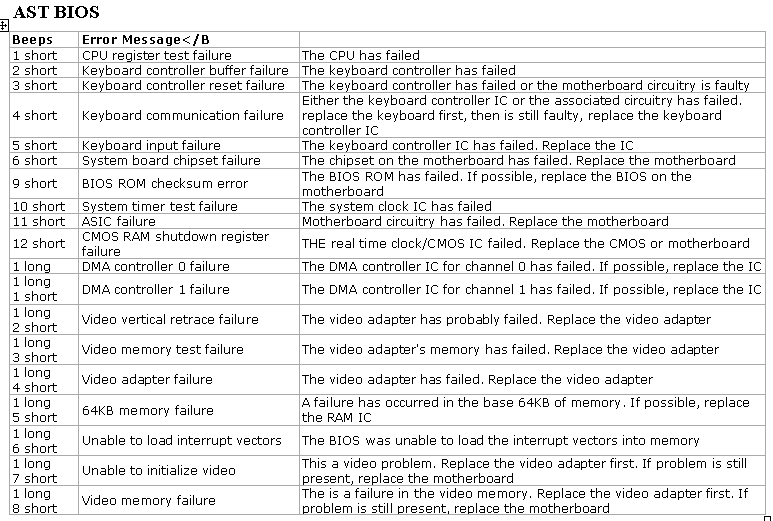 AST BIOS
Beeps Error Message</B
1 short CPU register test failure The CPU has failed
2 short Keyboard controller buffer failure The keyboard controller has failed
3 short Keyboard controller reset failure The keyboard controller has failed or the motherboard circuitry is faulty
4 short Keyboard communication failure Either the keyboard controller IC or the associated circuitry has failed.
replace the keyboard first, then is still faulty, replace the keyboard
controller IC
5 short Keyboard input failure The keyboard controller IC has failed. Replace the IC
6 short System board chipset failure The chipset on the motherboard has failed. Replace the motherboard
9 short BIOS ROM checksum error The BIOS ROM has failed. If possible, replace the BIOS on the
motherboard
10 short System timer test failure The system clock IC has failed
11 short ASIC failure Motherboard circuitry has failed. Replace the motherboard
12 short CMOS RAM shutdown register
failure THE real time clock/CMOS IC failed. Replace the CMOS or motherboard
1 long DMA controller 0 failure The DMA controller IC for channel 0 has failed. If possible, replace the IC
1 long
1 short DMA controller 1 failure The DMA controller IC for channel 1 has failed. If possible, replace the IC
1 long
2 short Video vertical retrace failure The video adapter has probably failed. Replace the video adapter
1 long
3 short Video memory test failure The video adapter's memory has failed. Replace the video adapter
1 long
4 short Video adapter failure The video adapter has failed. Replace the video adapter
1 long
5 short 64KB memory failure A failure has occurred in the base 64KB of memory. If possible, replace
the RAM IC
1 long
6 short Unable to load interrupt vectors The BIOS was unable to load the interrupt vectors into memory
1 long
7 short Unable to initialize video This a video problem. Replace the video adapter first. If problem is still
present, replace the motherboard
1 long
8 short Video memory failure The is a failure in the video memory. Replace the video adapter first. If
problem is still present, replace the motherboard